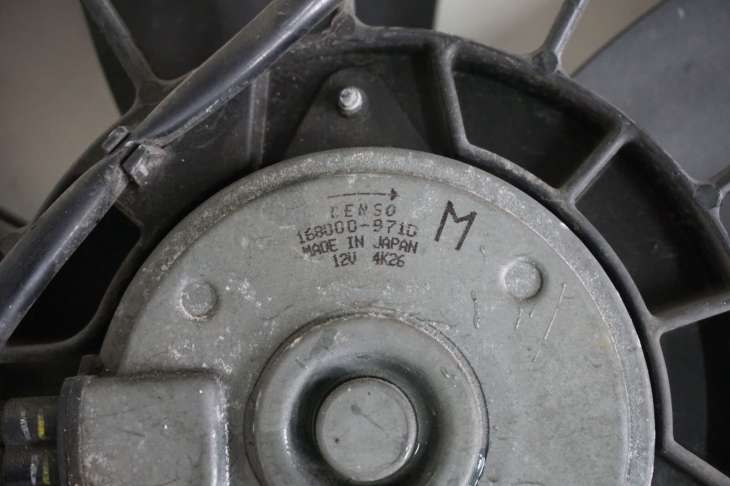 DENSO
168000-9710
MADE IN JAPAN
12V 4K26
M